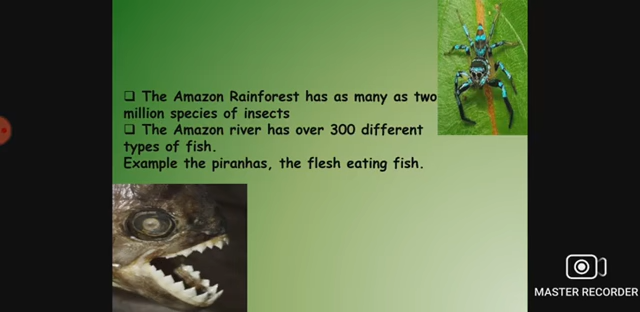 ❑ The Amazon Rainforest has as many as two
million species of insects
❑ The Amazon river has over 300 different
types of fish.
Example the piranhas, the flesh eating fish.
MASTER RECORDER